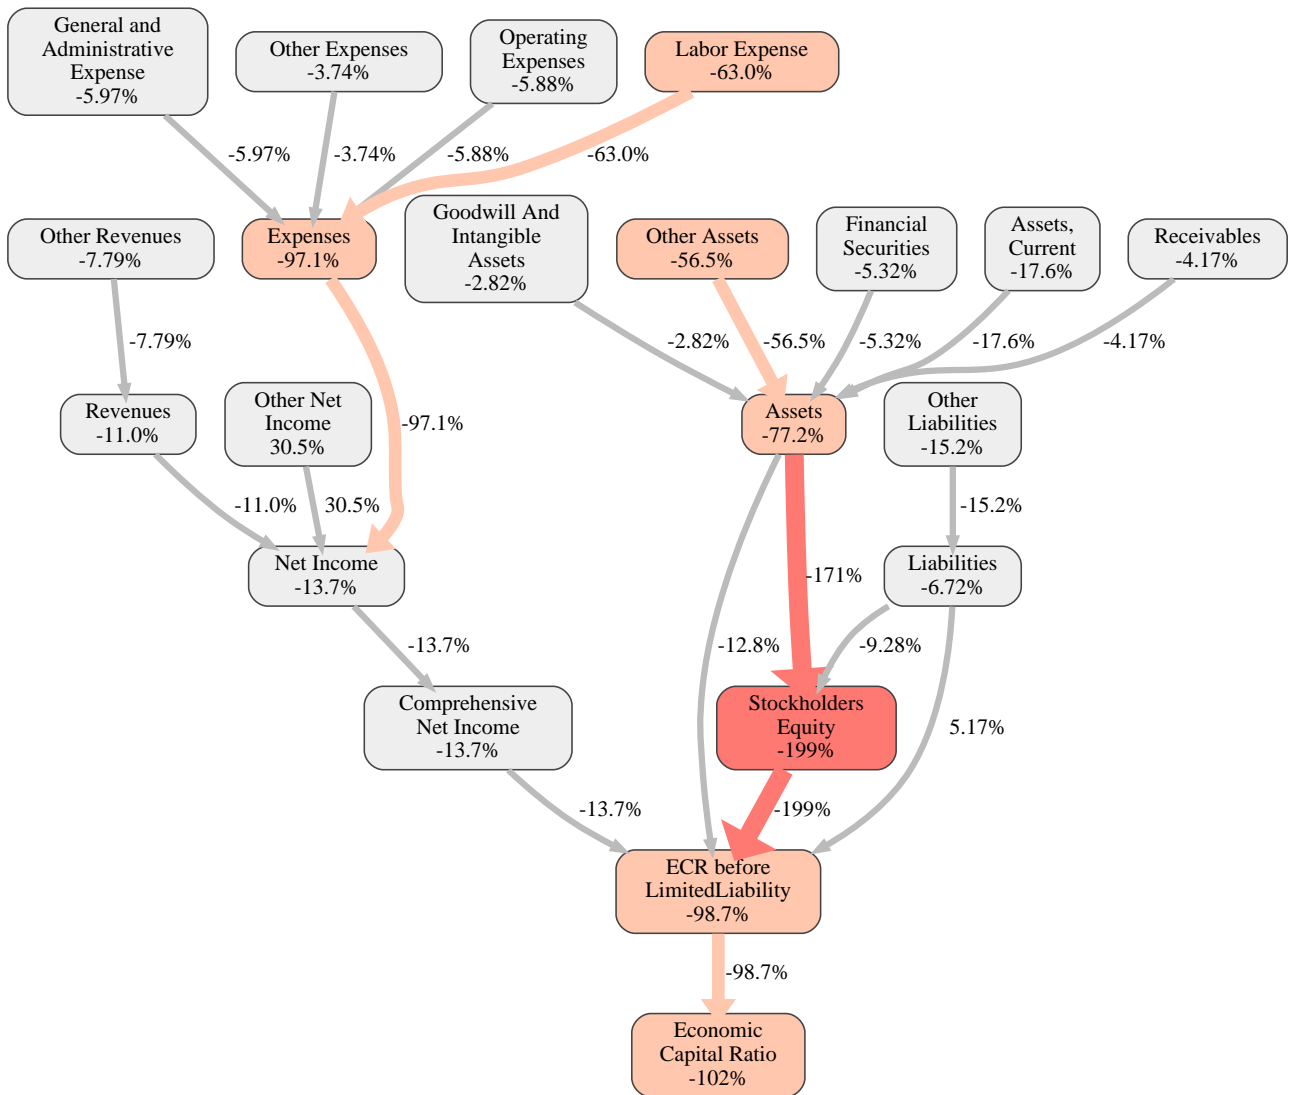 General and
Administrative
Expense
-5.97%
Other Expenses
-3.74%
Operating
Expenses
-5.88%
Labor Expense
-63.0%
-5.97%
-3.74%
-5.88%
-63.0%
Other Revenues
-7.79%
Expenses
-97.1%
Goodwill And
Intangible
Assets
-2.82%
Other Assets
-56.5%
Financial
Securities
-5.32%
Assets,
Current
-17.6%
Receivables
-4.17%
-7.79%
-2.82%
-56.5%
-5.32%
-17.6%
-4.17%
Revenues
-11.0%
Other Net
Income
30.5%
-97.1%
Assets
-77.2%
Other
Liabilities
-15.2%
-11.0%
30.5%
-15.2%
Net Income
-13.7%
-171%
Liabilities
-6.72%
-13.7%
-12.8%
-9.28%
Comprehensive
Net Income
-13.7%
Stockholders
Equity
-199%
5.17%
-13.7%
-199%
ECR before
LimitedLiability
-98.7%
-98.7%
Economic
Capital Ratio
-102%